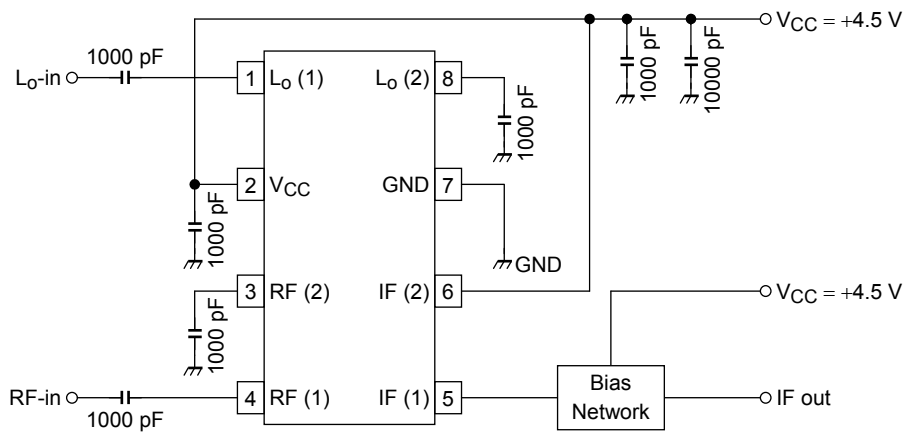 1000 pF
Lo-in
1
Lo (1)
Lo (2)
8
1000 pF
1000 pF
10000 pF
VCC = +4.5 V
2
VCC
GND
7
1000 pF
GND
3
RF (2)
IF (2)
6
1000 pF
VCC = +4.5 V
RF-in
1000 pF
4
RF (1)
IF (1)
5
Bias
Network
IF out